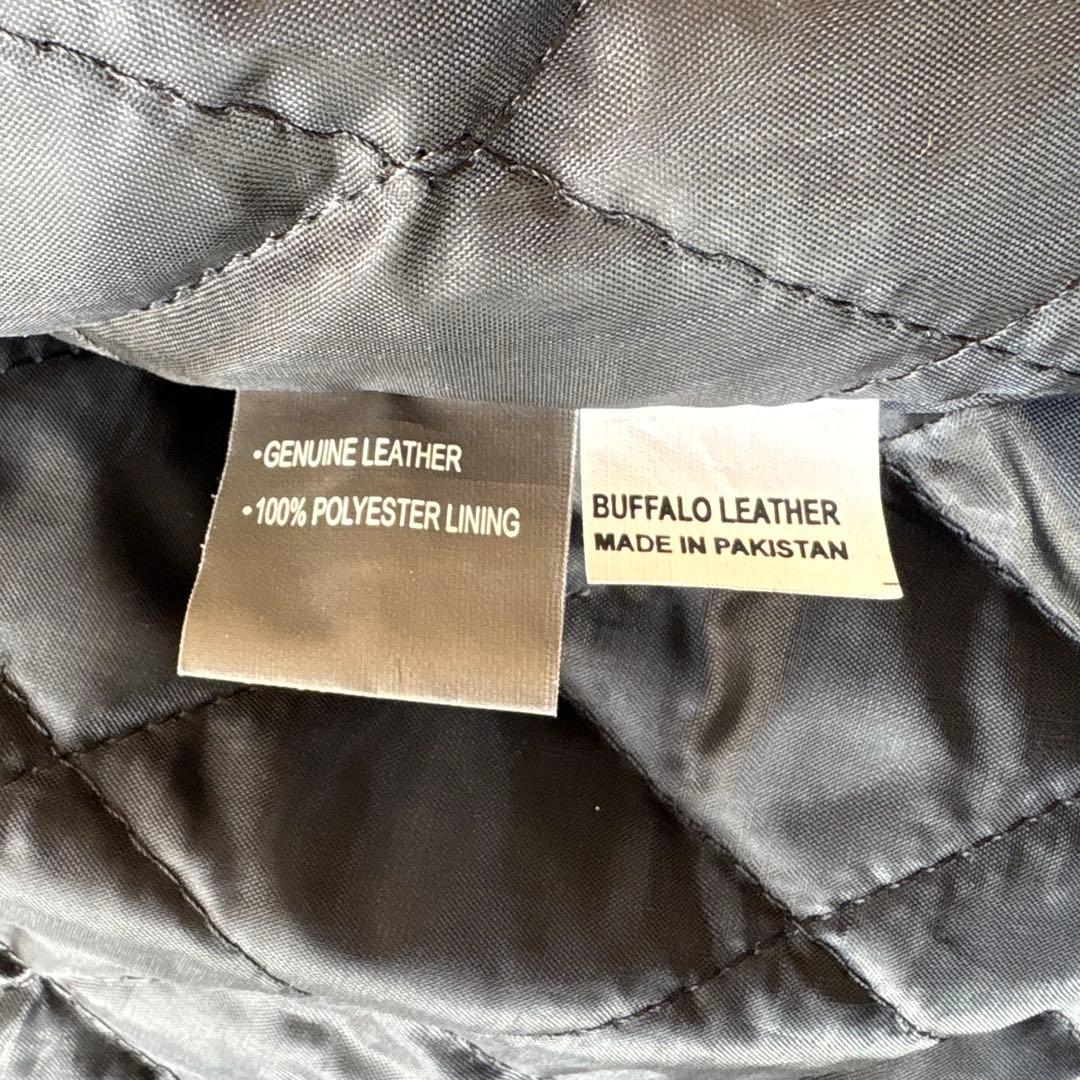 •GENUINE LEATHER
•100% POLYESTER LINING
BUFFALO LEATHER
MADE IN PAKISTAN